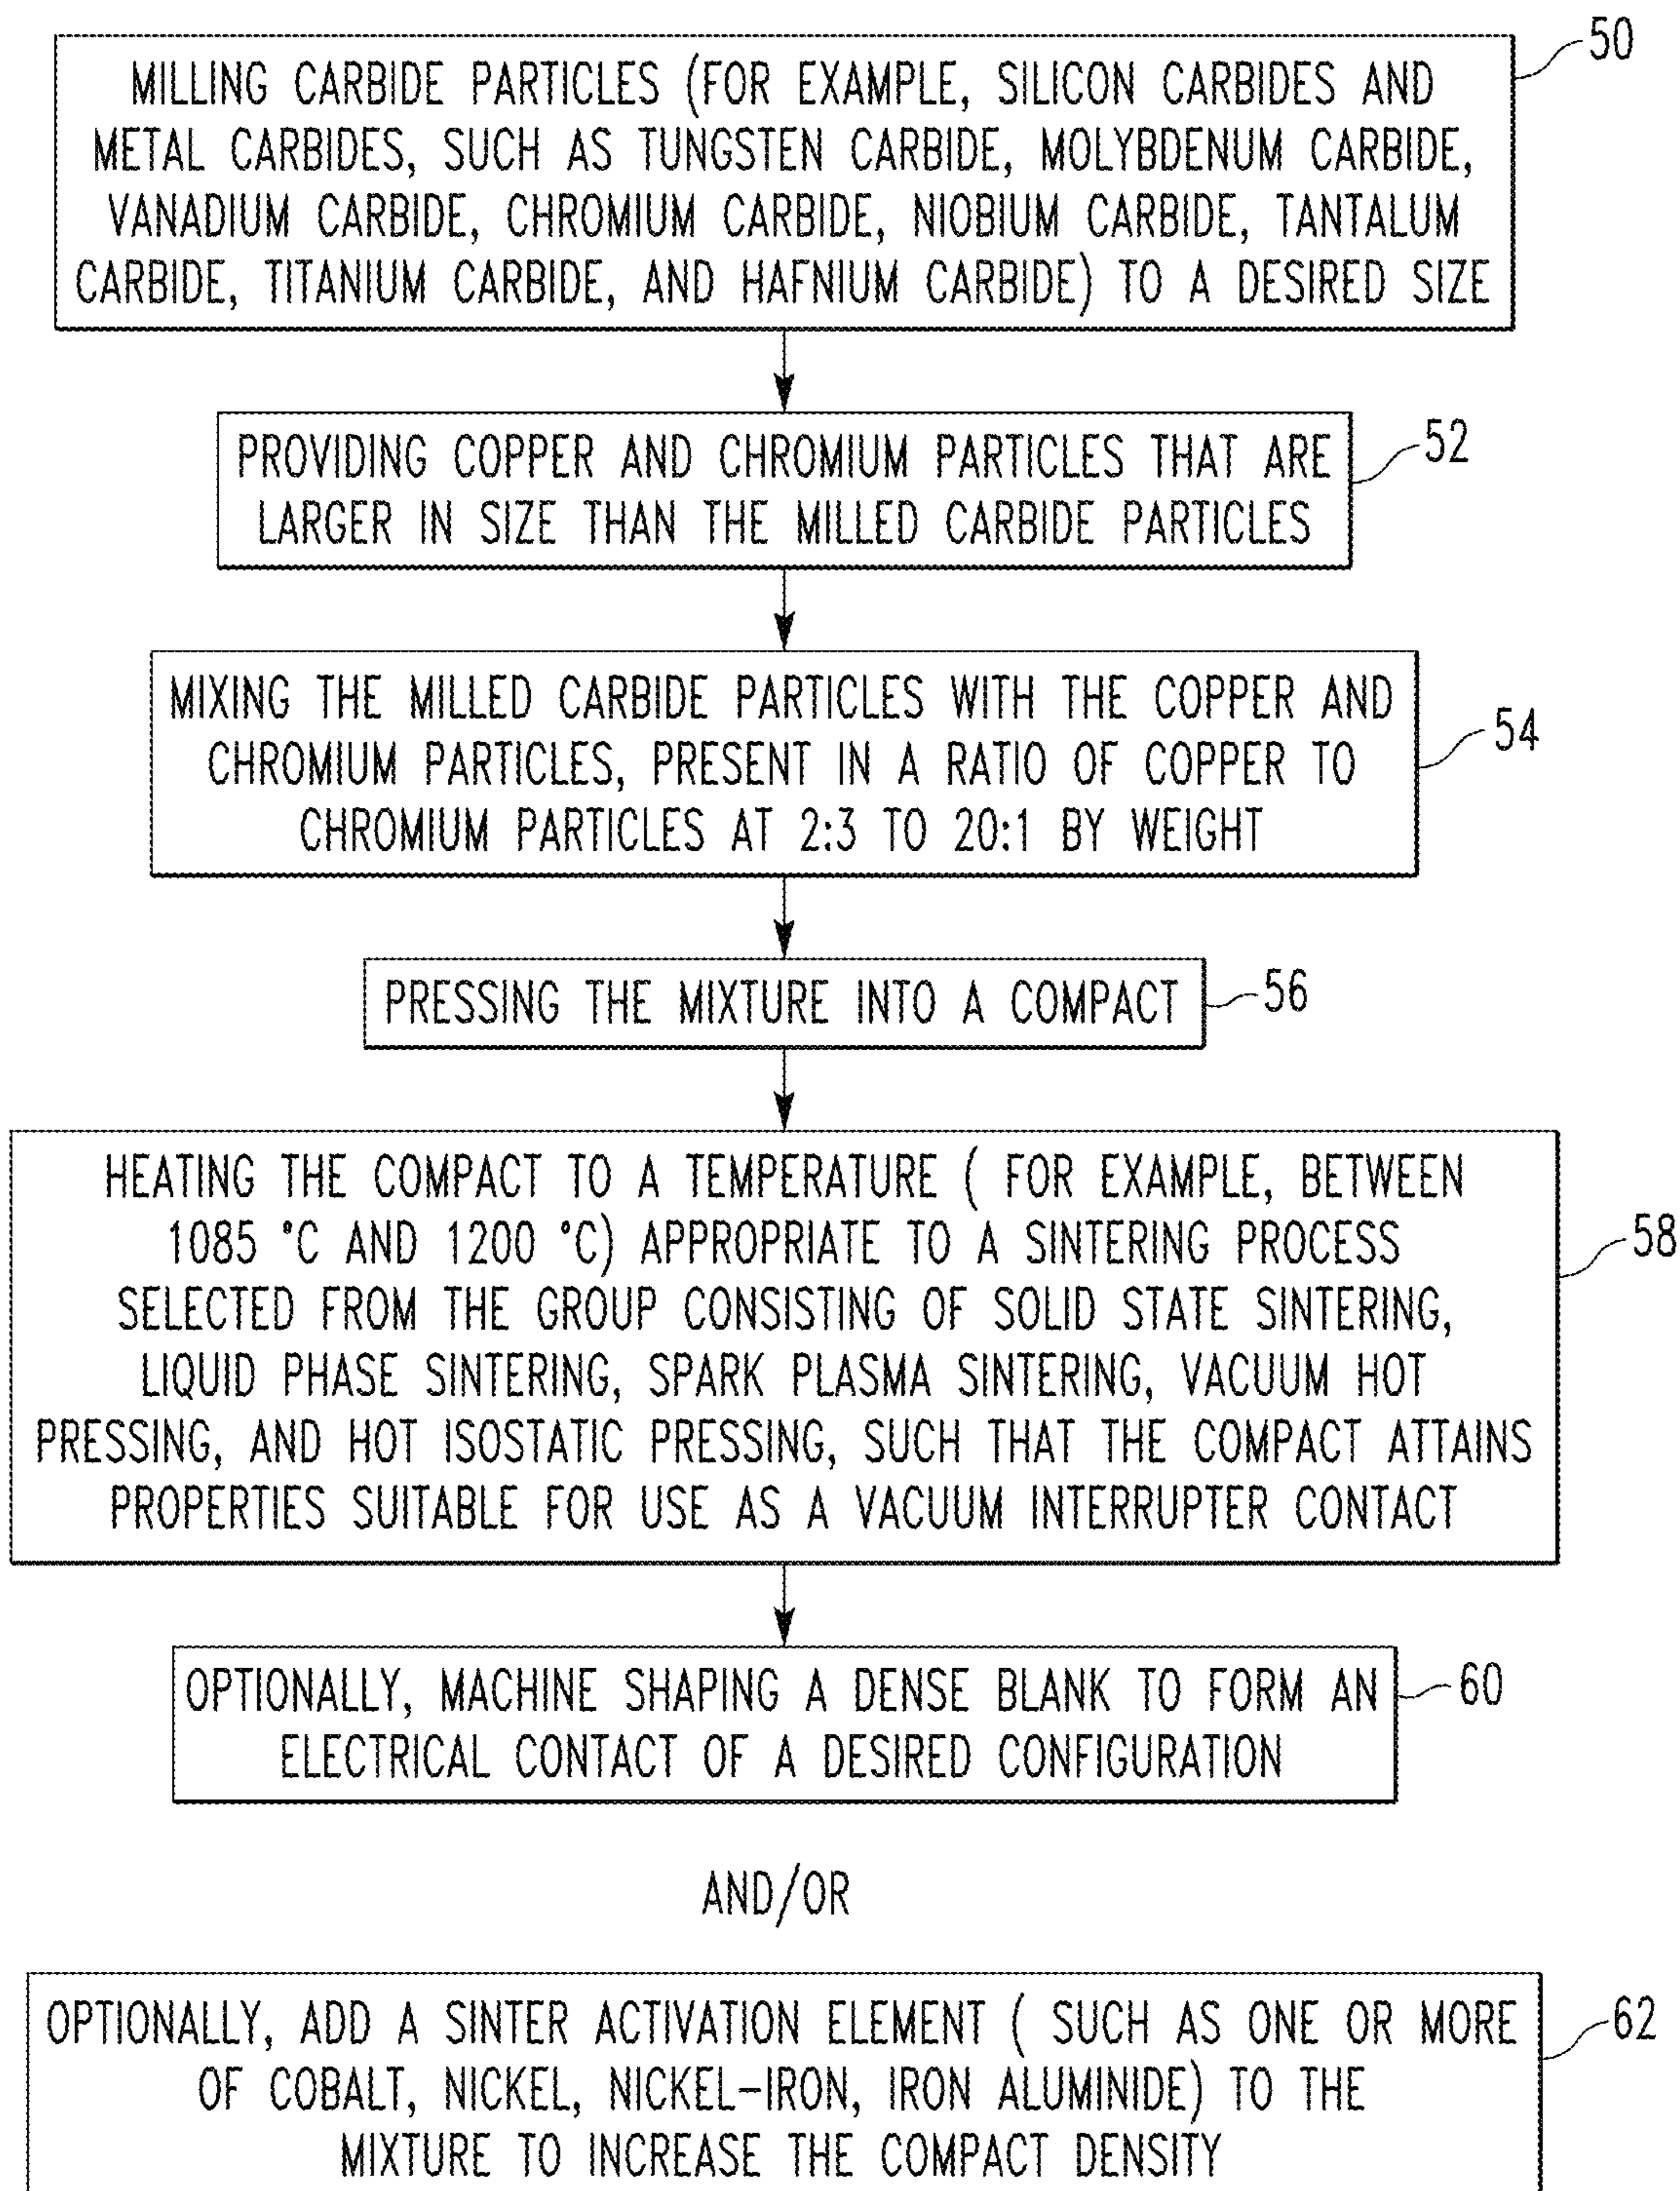 50
MILLING CARBIDE PARTICLES (FOR EXAMPLE, SILICON CARBIDES AND
METAL CARBIDES, SUCH AS TUNGSTEN CARBIDE, MOLYBDENUM CARBIDE,
VANADIUM CARBIDE, CHROMIUM CARBIDE, NIOBIUM CARBIDE, TANTALUM
CARBIDE, TITANIUM CARBIDE, AND HAFNIUM CARBIDE) TO A DESIRED SIZE
52
PROVIDING COPPER AND CHROMIUM PARTICLES THAT ARE
LARGER IN SIZE THAN THE MILLED CARBIDE PARTICLES
54
MIXING THE MILLED CARBIDE PARTICLES WITH THE COPPER AND
CHROMIUM PARTICLES, PRESENT IN A RATIO OF COPPER TO
CHROMIUM PARTICLES AT 2:3 TO 20:1 BY WEIGHT
PRESSING THE MIXTURE INTO A COMPACT
56
HEATING THE COMPACT TO A TEMPERATURE ( FOR EXAMPLE, BETWEEN
1085 °C AND 1200 °C) APPROPRIATE TO A SINTERING PROCESS
58
SELECTED FROM THE GROUP CONSISTING OF SOLID STATE SINTERING,
LIQUID PHASE SINTERING, SPARK PLASMA SINTERING, VACUUM HOT
PRESSING, AND HOT ISOSTATIC PRESSING, SUCH THAT THE COMPACT ATTAINS
PROPERTIES SUITABLE FOR USE AS A VACUUM INTERRUPTER CONTACT
OPTIONALLY, MACHINE SHAPING A DENSE BLANK TO FORM AN
60
ELECTRICAL CONTACT OF A DESIRED CONFIGURATION
AND/OR
OPTIONALLY, ADD A SINTER ACTIVATION ELEMENT ( SUCH AS ONE OR MORE
62
OF COBALT, NICKEL, NICKEL-IRON, IRON ALUMINIDE) TO THE
MIXTURE TO INCREASE THE COMPACT DENSITY